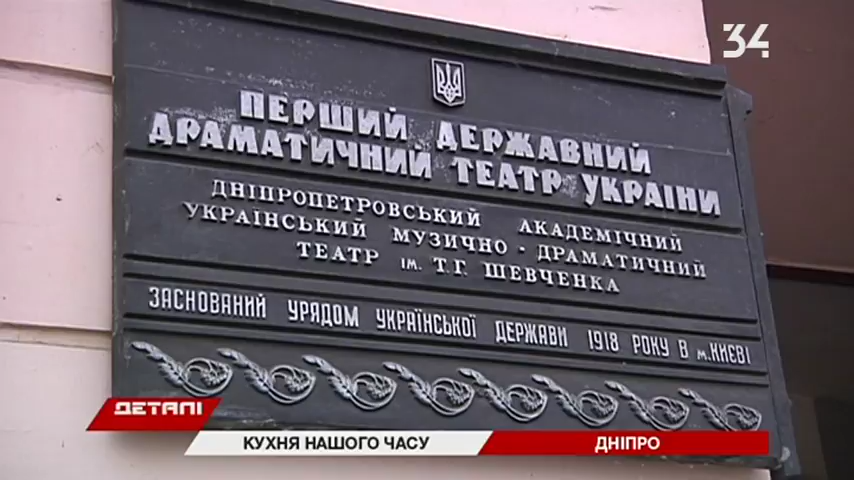 34
ПЕРШИЙ ДЕРЖАВНИЙ
ДРАМАТИЧНИЙ ТЕАТР УКРАЇНИ
ДНІПРОПЕТРОВСЬКИЙ АКАДЕМІЧНИЙ
УКРАЇНСЬКИЙ МУЗИЧНО - ДРАМАТИЧНИЙ
ТЕАТР ІМ. Т.Г. ШЕВЧЕНКА
ЗАСНОВАНИЙ УРЯДОМ УКРАЇНСЬКОЇ ДЕРЖАВИ 1918 РОКУ В м. КИЄВІ
ДЕТАЛІ
КУХНЯ НАШОГО ЧАСУ
ДНІПРО